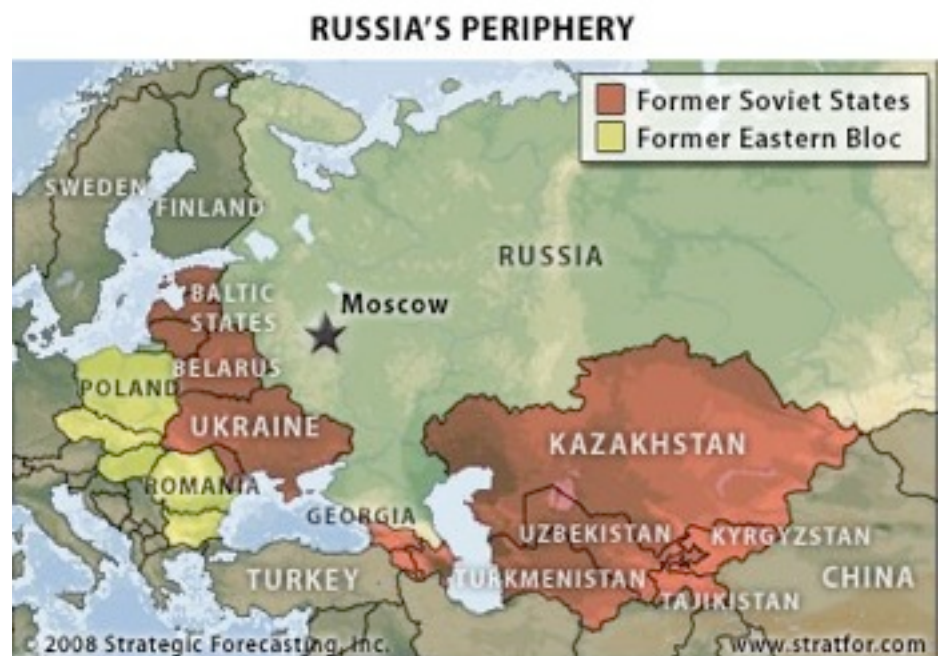 RUSSIA'S PERIPHERY
Former Soviet States
Former Eastern Bloc
SWEDEN
FINLAND
RUSSIA
BALTIC
STATES
Moscow
BELARUS
POLAND
UKRAINE
KAZAKHSTAN
ROMANIA
GEORGIA
UZBEKISTAN
KYRGYZSTAN
TURKEY
TURKMENISTAN
CHINA
TAJIKISTAN
© 2008 Strategic Forecasting, Inc.
www.stratfor.com